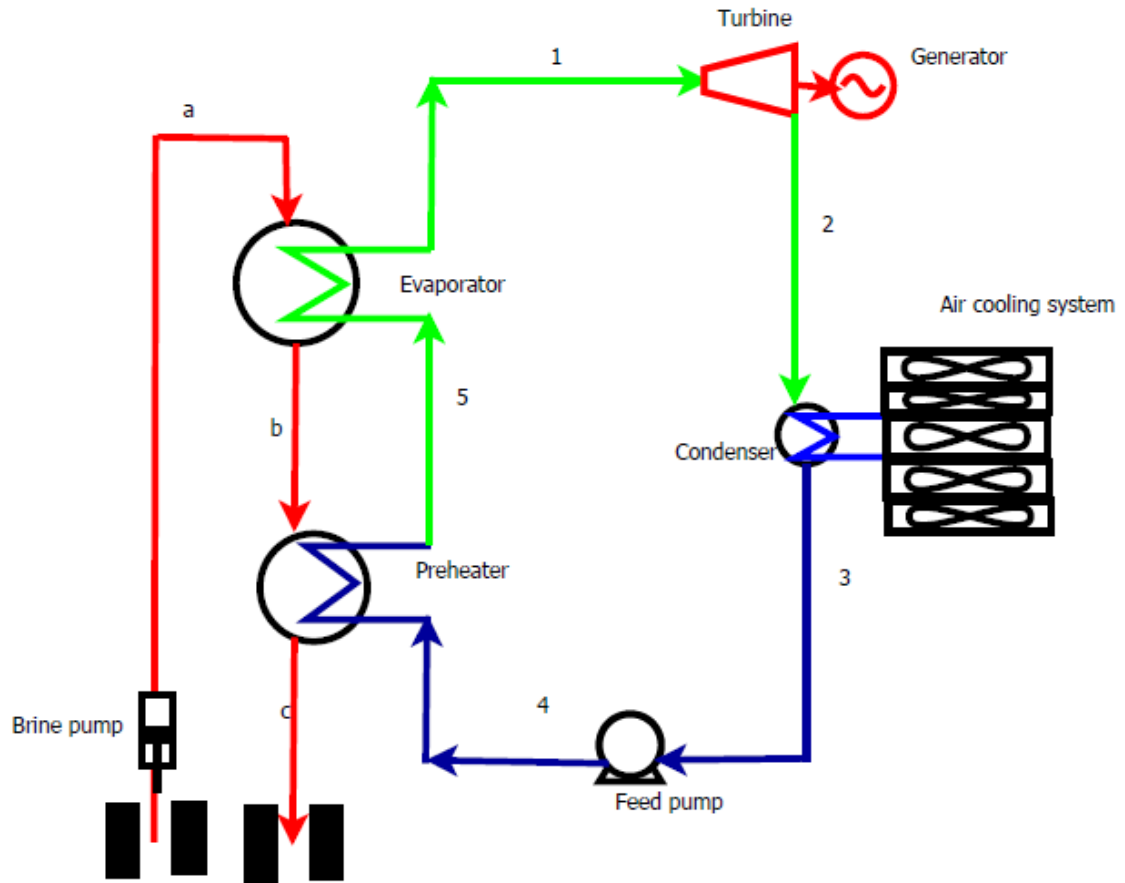 Turbine
Generator
1
a
2
Evaporator
Air cooling system
5
b
Condenser
Preheater
3
c
4
Brine pump
Feed pump